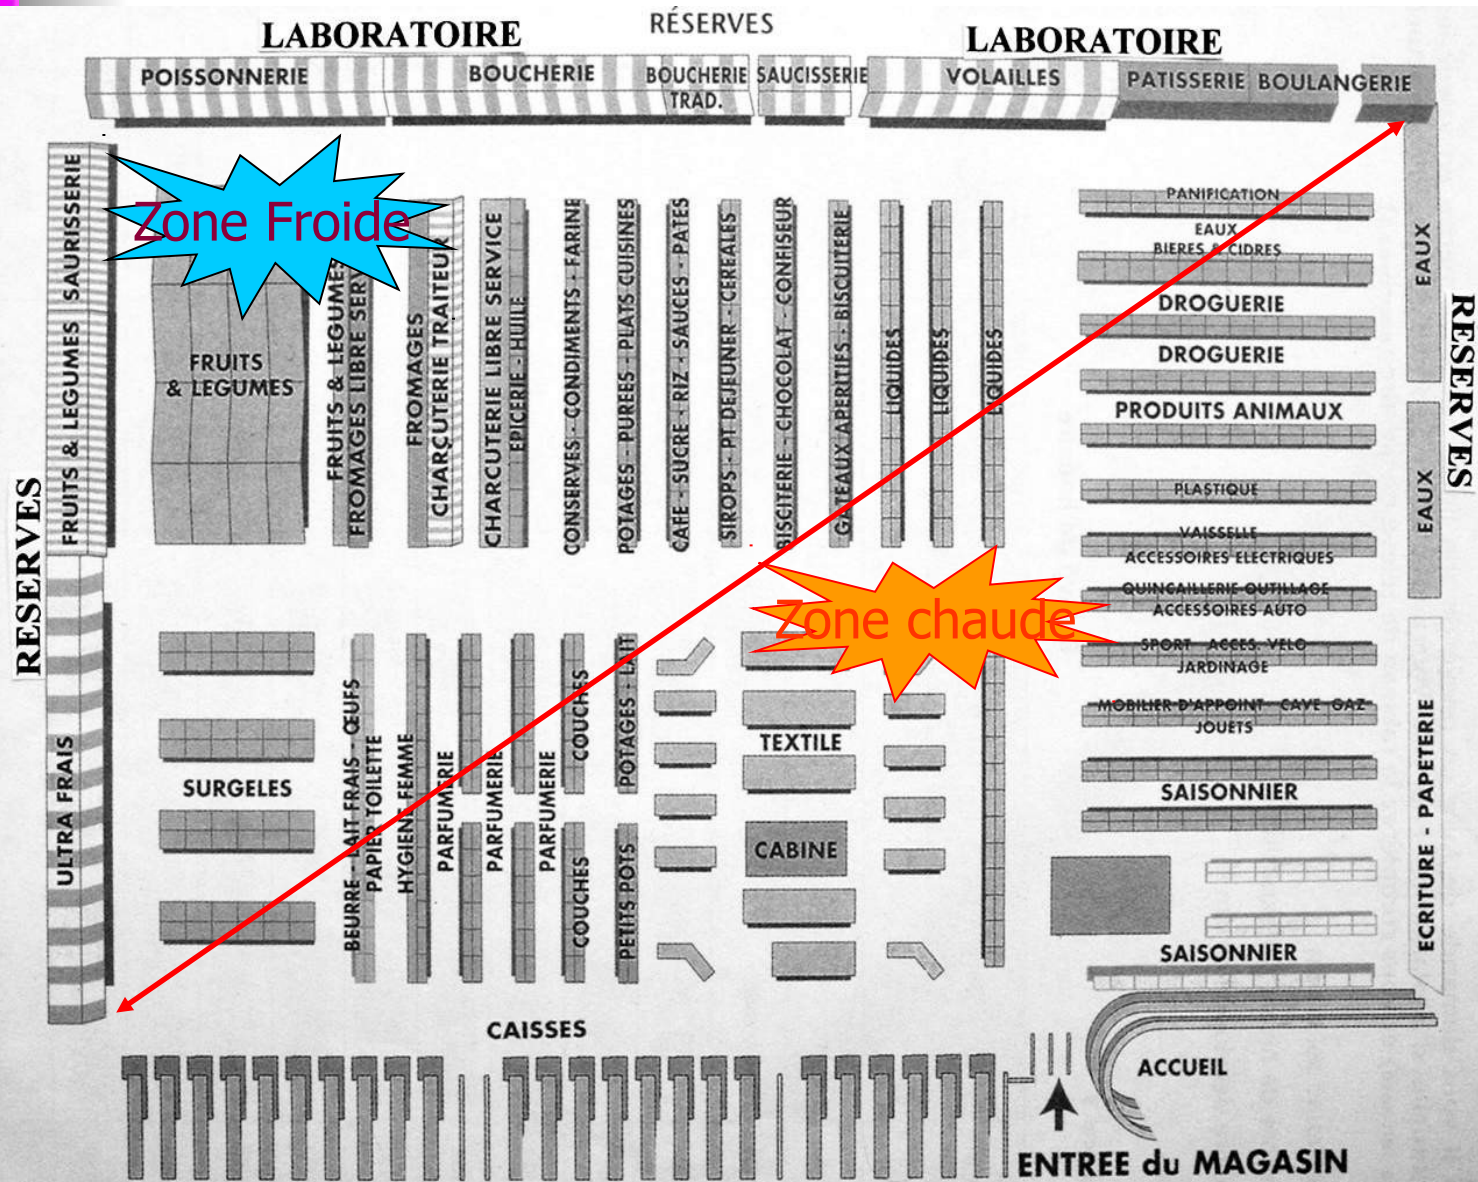 RÉSERVES
LABORATOIRE
LABORATOIRE
POISSONNERIE
BOUCHERIE
BOUCHERIE
TRAD.
SAUCISSERIE
VOLAILLES
PATISSERIE
BOULANGERIE
FRUITS & LEGUMES SAURISSERIE
Zone Froide
FRUITS
& LEGUMES
FRUITS & LEGUMES
FROMAGES LIBRE SERV
FROMAGES
CHARÇUTERIE TRAITEUR
CHARCUTERIE LIBRE SERVICE
EPICERIE - HUILE
CONSERVES - CONDIMENTS - FARINE
POTAGES - PURES - PLATS CUISINES
CAFE - SUCRE - RIZ - SAUCES - PATES
SIROPS - PT DEJEUNER - CEREALES
BISCITERIE - CHOCOLAT - CONFISEUR
GATEAUX APERITIFS - BISCUITERIE
LIQUIDES
LIQUIDES
LIQUIDES
PANIFICATION
EAUX
BIERES & CIDRES
DROGUERIE
DROGUERIE
PRODUITS ANIMAUX
PLASTIQUE
VAISSELLE
ACCESSOIRES ELECTRIQUES
QUINCAILLERIE OUTILLAGE
ACCESSOIRES AUTO
SPORT ACCES. VELO
JARDINAGE
MOBILIER D'APPOINT CAVE GAZ
JOUETS
SAISONNIER
SAISONNIER
EAUX
EAUX
RESERVES
ECRITURE - PAPETERIE
RESERVES
ULTRA FRAIS
SURGELES
BEURRE - LAIT FRAIS - ŒUFS
PAPIER TOILETTE
HYGIENE FEMME
PARFUMERIE
PARFUMERIE
PARFUMERIE
COUCHES
COUCHES
POTAGES - LAIT
PETITS POTS
Zone chaude
TEXTILE
CABINE
CAISSES
ACCUEIL
ENTREE du MAGASIN